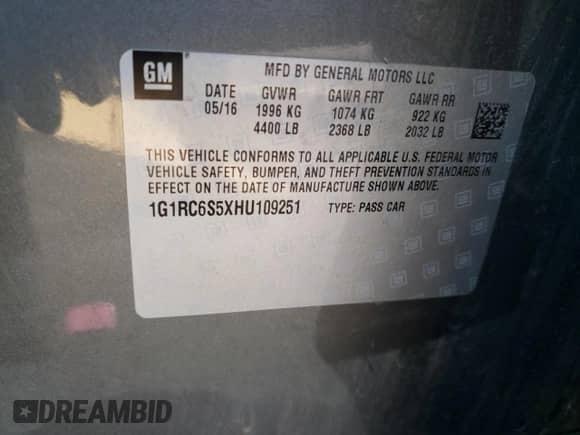 GM
MFD BY GENERAL MOTORS LLC
DATE GVWR GAWR FRT GAWR RR
05/16 1996 KG 1074 KG 922 KG
4400 LB 2368 LB 2032 LB
THIS VEHICLE CONFORMS TO ALL APPLICABLE U.S. FEDERAL MOTOR
VEHICLE SAFETY, BUMPER, AND THEFT PREVENTION STANDARDS IN
EFFECT ON THE DATE OF MANUFACTURE SHOWN ABOVE.
1G1RC6S5XHU109251 TYPE: PASS CAR
DREAMBID